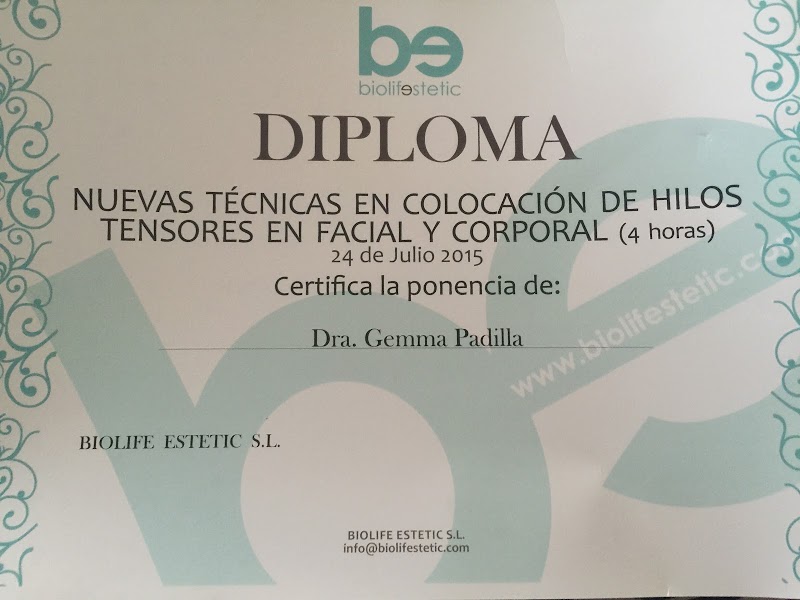 be
biolifestetic
DIPLOMA
NUEVAS TÉCNICAS EN COLOCACIÓN DE HILOS
TENSORES EN FACIAL Y CORPORAL (4 horas)
24 de Julio 2015
Certifica la ponencia de:
Dra. Gemma Padilla
www.biolifestetic.c
BIOLIFE ESTETIC S.L.
BIOLIFE ESTETIC S.L.
info@biolifestetic.com